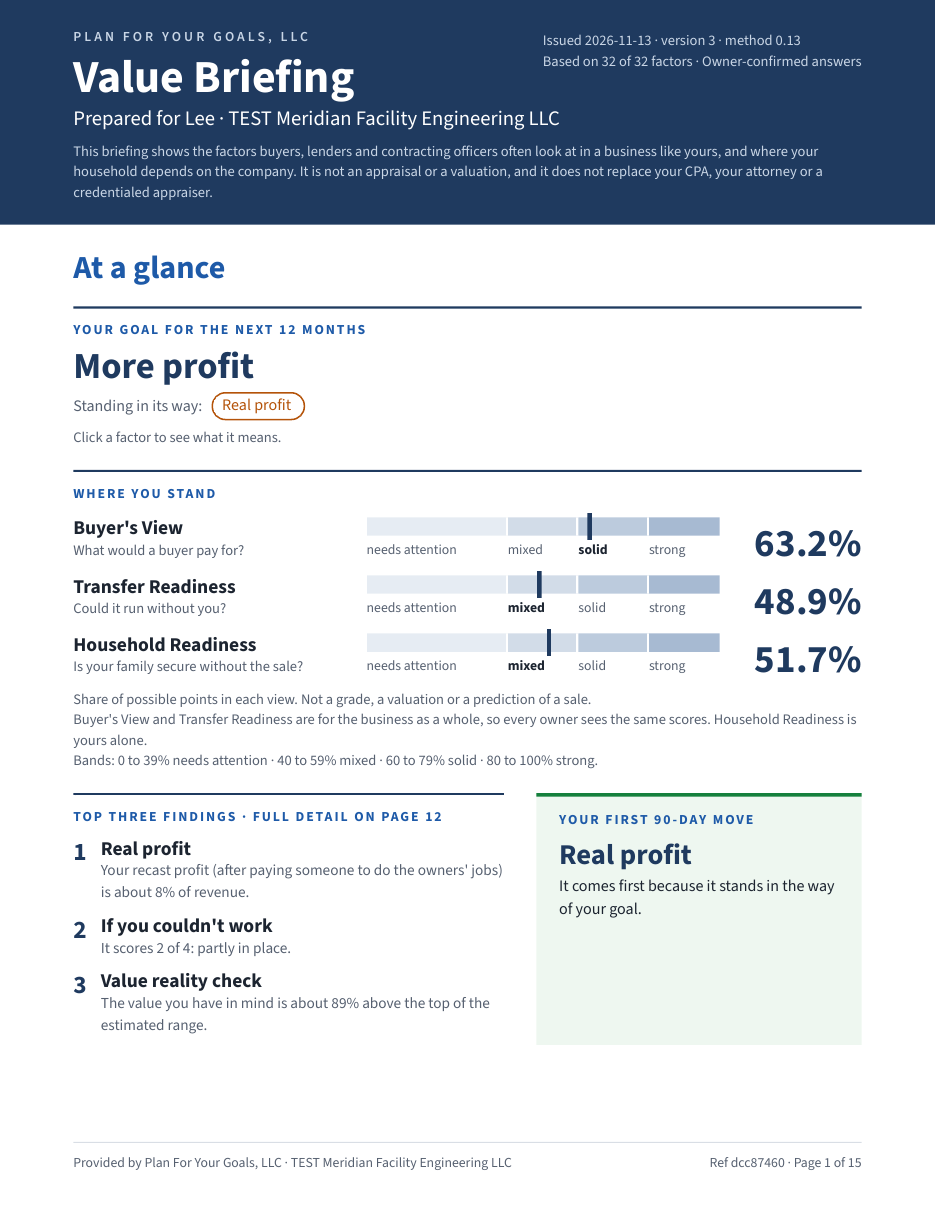 PLAN FOR YOUR GOALS, LLC
Value Briefing
Prepared for Lee · TEST Meridian Facility Engineering LLC
Issued 2026-11-13 · version 3 · method 0.13
Based on 32 of 32 factors · Owner-confirmed answers
This briefing shows the factors buyers, lenders and contracting officers often look at in a business like yours, and where your
household depends on the company. It is not an appraisal or a valuation, and it does not replace your CPA, your attorney or a
credentialed appraiser.
At a glance
YOUR GOAL FOR THE NEXT 12 MONTHS
More profit
Standing in its way: Real profit
Click a factor to see what it means.
WHERE YOU STAND
Buyer's View
What would a buyer pay for?
needs attention mixed solid strong
63.2%
Transfer Readiness
Could it run without you?
needs attention mixed solid strong
48.9%
Household Readiness
Is your family secure without the sale?
needs attention mixed solid strong
51.7%
Share of possible points in each view. Not a grade, a valuation or a prediction of a sale.
Buyer's View and Transfer Readiness are for the business as a whole, so every owner sees the same scores. Household Readiness is
yours alone.
Bands: 0 to 39% needs attention · 40 to 59% mixed · 60 to 79% solid · 80 to 100% strong.
TOP THREE FINDINGS · FULL DETAIL ON PAGE 12
1 Real profit
Your recast profit (after paying someone to do the owners' jobs)
is about 8% of revenue.
2 If you couldn't work
It scores 2 of 4: partly in place.
3 Value reality check
The value you have in mind is about 89% above the top of the
estimated range.
YOUR FIRST 90-DAY MOVE
Real profit
It comes first because it stands in the way
of your goal.
Provided by Plan For Your Goals, LLC · TEST Meridian Facility Engineering LLC
Ref dcc87460 · Page 1 of 15